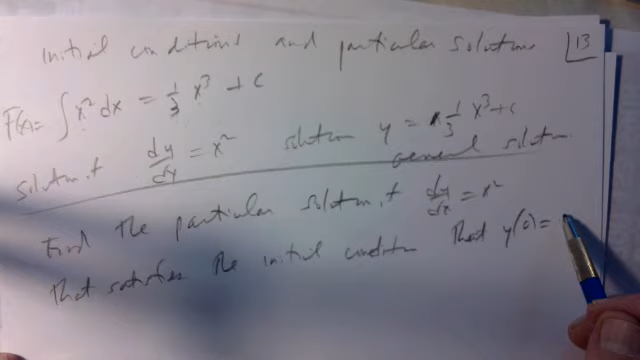 Initial conditions and particular solutions 13
F(x) = ∫ x² dx = 1/3 x³ + C
solution of dy/dx = x² solution y = 1/3 x³ + C
general solution
Find the particular solution of dy/dx = x²
that satisfies the initial condition that y(0) =